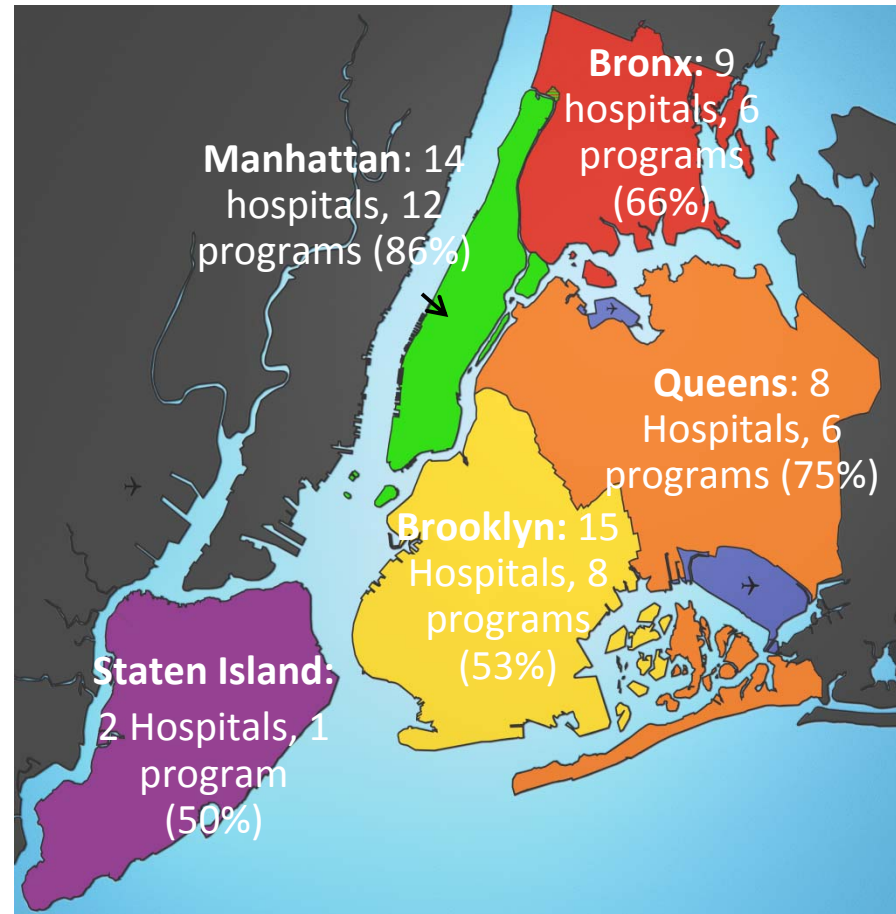 Bronx: 9
hospitals, 6
programs
(66%)
Manhattan: 14
hospitals, 12
programs (86%)
Queens: 8
Hospitals, 6
programs (75%)
Brooklyn: 15
Hospitals, 8
programs
(53%)
Staten Island:
2 Hospitals, 1
program
(50%)